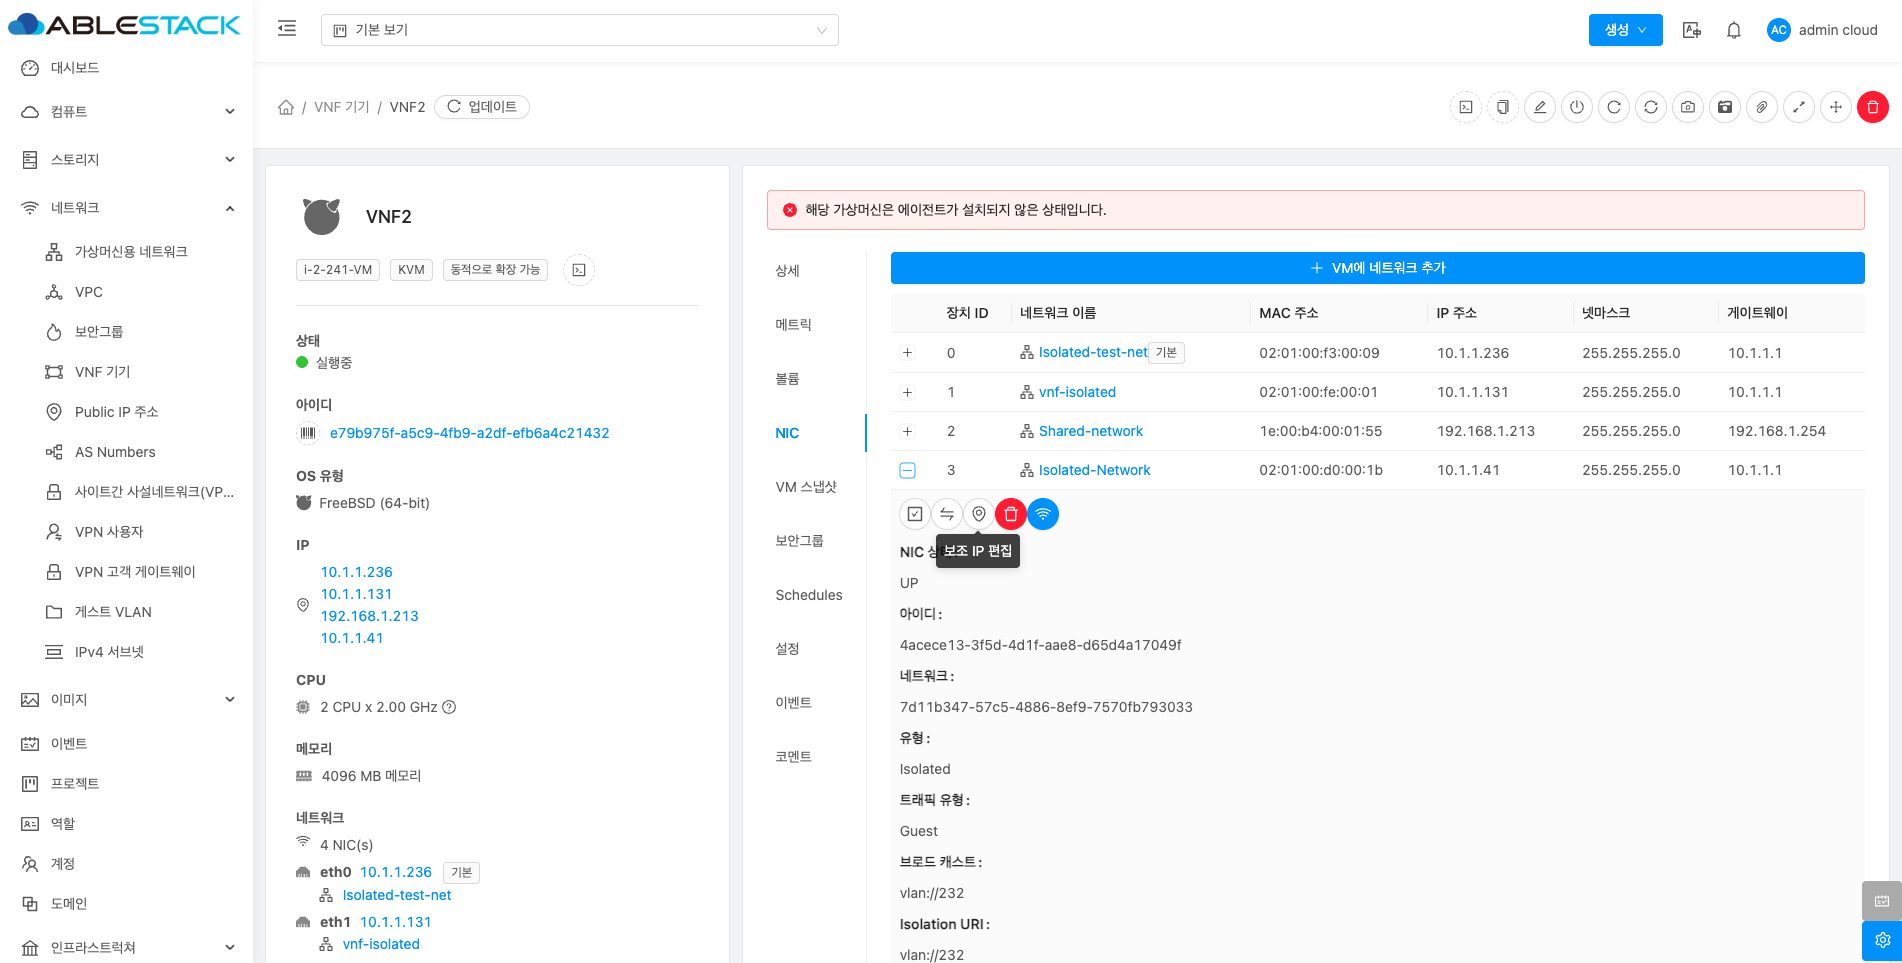 ABLESTACK
기본 보기
생성
AC
admin cloud
대시보드
컴퓨트
스토리지
네트워크
가상머신용 네트워크
VPC
보안그룹
VNF 기기
Public IP 주소
AS Numbers
사이트간 사설네트워크(VP...
VPN 사용자
VPN 고객 게이트웨이
게스트 VLAN
IPv4 서브넷
이미지
이벤트
프로젝트
역할
계정
도메인
인프라스트럭쳐
/ VNF 기기 / VNF2 업데이트
VNF2
i-2-241-VM KVM 동적으로 확장 가능
상태
실행중
아이디
e79b975f-a5c9-4fb9-a2df-efb6a4c21432
OS 유형
FreeBSD (64-bit)
IP
10.1.1.236
10.1.1.131
192.168.1.213
10.1.1.41
CPU
2 CPU x 2.00 GHz
메모리
4096 MB 메모리
네트워크
4 NIC(s)
eth0 10.1.1.236 기본
Isolated-test-net
eth1 10.1.1.131
vnf-isolated
해당 가상머신은 에이전트가 설치되지 않은 상태입니다.
상세
메트릭
볼륨
NIC
VM 스냅샷
보안그룹
Schedules
설정
이벤트
코멘트
VM에 네트워크 추가
장치 ID 네트워크 이름 MAC 주소 IP 주소 넷마스크 게이트웨이
0 Isolated-test-net 기본 02:01:00:f3:00:09 10.1.1.236 255.255.255.0 10.1.1.1
1 vnf-isolated 02:01:00:fe:00:01 10.1.1.131 255.255.255.0 10.1.1.1
2 Shared-network 1e:00:b4:00:01:55 192.168.1.213 255.255.255.0 192.168.1.254
3 Isolated-Network 02:01:00:d0:00:1b 10.1.1.41 255.255.255.0 10.1.1.1
보조 IP 편집
NIC
UP
아이디 :
4acece13-3f5d-4d1f-aae8-d65d4a17049f
네트워크 :
7d11b347-57c5-4886-8ef9-7570fb793033
유형 :
Isolated
트래픽 유형 :
Guest
브로드 캐스트 :
vlan://232
Isolation URI :
vlan://232